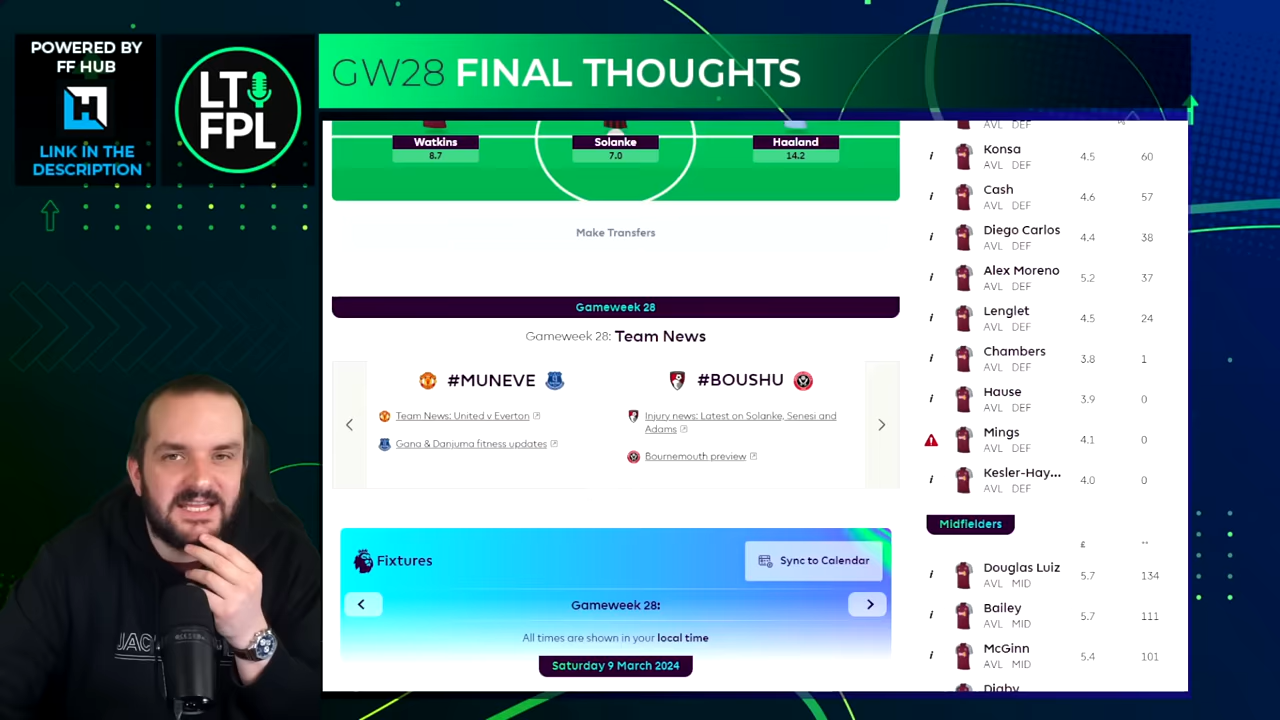 POWERED BY
FF HUB
LINK IN THE
DESCRIPTION
LT
FPL
GW28 FINAL THOUGHTS
Watkins
8.7
Solanke
7.0
Haaland
14.2
Make Transfers
Gameweek 28
Gameweek 28: Team News
#MUNEVE
Team News: United v Everton
Gana & Danjuma fitness updates
#BOUSHU
Injury news: Latest on Solanke, Senesi and
Adams
Bournemouth preview
Fixtures
Sync to Calendar
Gameweek 28:
All times are shown in your local time
Saturday 9 March 2024
AVL DEF
Konsa
AVL DEF 4.5 60
Cash
AVL DEF 4.6 57
Diego Carlos
AVL DEF 4.4 38
Alex Moreno
AVL DEF 5.2 37
Lenglet
AVL DEF 4.5 24
Chambers
AVL DEF 3.8 1
Hause
AVL DEF 3.9 0
Mings
AVL DEF 4.1 0
Kesler-Hay...
AVL DEF 4.0 0
Midfielders
£ **
Douglas Luiz
AVL MID 5.7 134
Bailey
AVL MID 5.7 111
McGinn
AVL MID 5.4 101
Digby
JAC